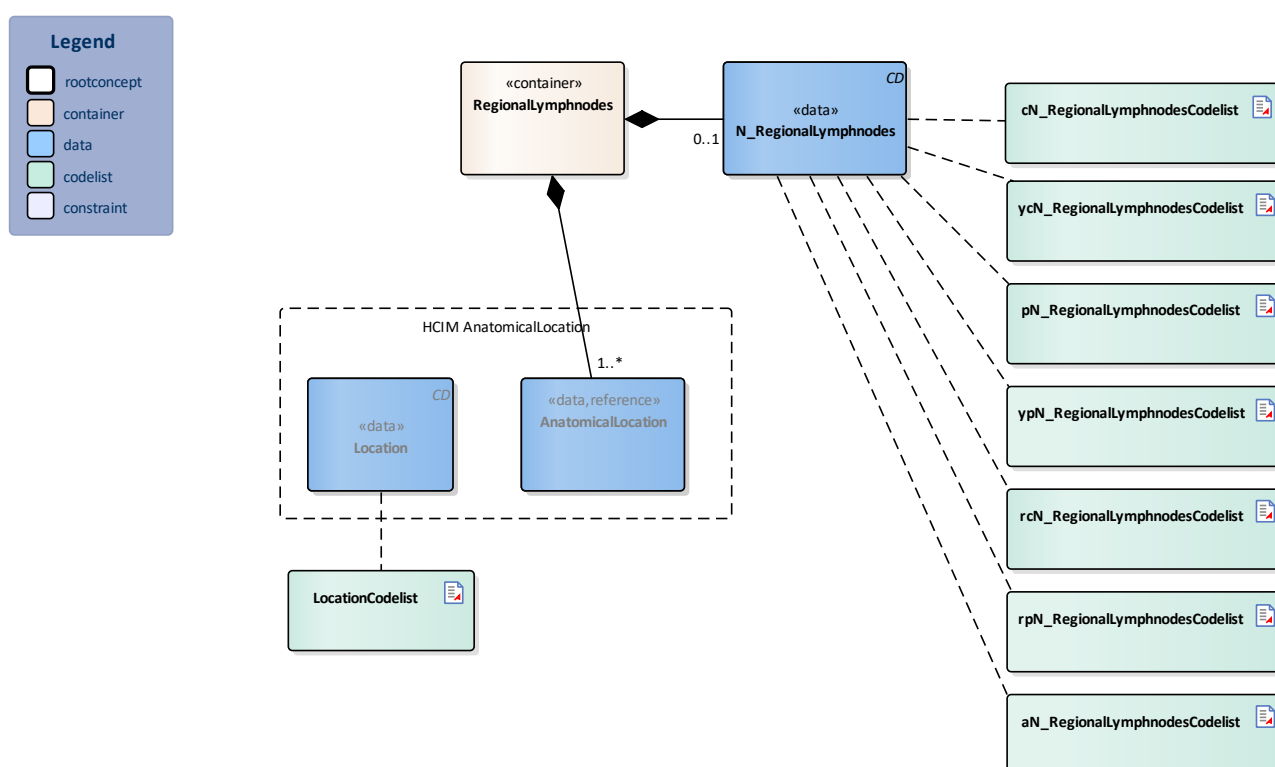 Legend
rootconcept
container
data
codelist
constraint
«container»
RegionalLymphnodes
CD
«data»
N_RegionalLymphnodes
0..1
cN_RegionalLymphnodesCodelist
ycN_RegionalLymphnodesCodelist
pN_RegionalLymphnodesCodelist
ypN_RegionalLymphnodesCodelist
rcN_RegionalLymphnodesCodelist
rpN_RegionalLymphnodesCodelist
aN_RegionalLymphnodesCodelist
HCIM AnatomicalLocation
1..*
CD
«data»
Location
«data,reference»
AnatomicalLocation
LocationCodelist